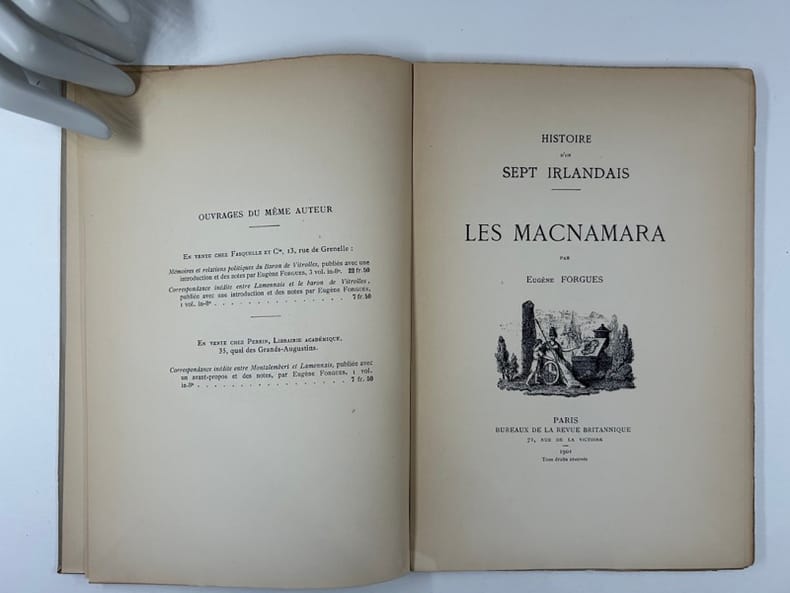 OUVRAGES DU MÊME AUTEUR
EN VENTE CHEZ FASQUELLE ET Cie, 13, rue de Grenelle :
Mémoires et relations politiques du Baron de Vitrolles, publiés avec une
introduction et des notes par Eugène FORGUES, 3 vol. in-8º. 22 fr. 50
Correspondance inédite entre Lamennais et le baron de Vitrolles,
publiée avec une introduction et des notes par Eugène FORGUES,
1 vol. in-8º . . . . . . . . . . . . . . . . 7 fr. 50
EN VENTE CHEZ PERRIN, LIBRAIRIE ACADÉMIQUE,
35, quai des Grands-Augustins.
Correspondance inédite entre Montalembert et Lamennais, publiée avec
un avant-propos et des notes, par Eugène FORGUES, 1 vol.
in-8º . . . . . . . . . . . . . . . . . . 7 fr. 50
HISTOIRE
D'UN
SEPT IRLANDAIS
LES MACNAMARA
PAR
EUGÈNE FORGUES
PARIS
BUREAUX DE LA REVUE BRITANNIQUE
71, RUE DE LA VICTOIRE
1901
Tous droits réservés